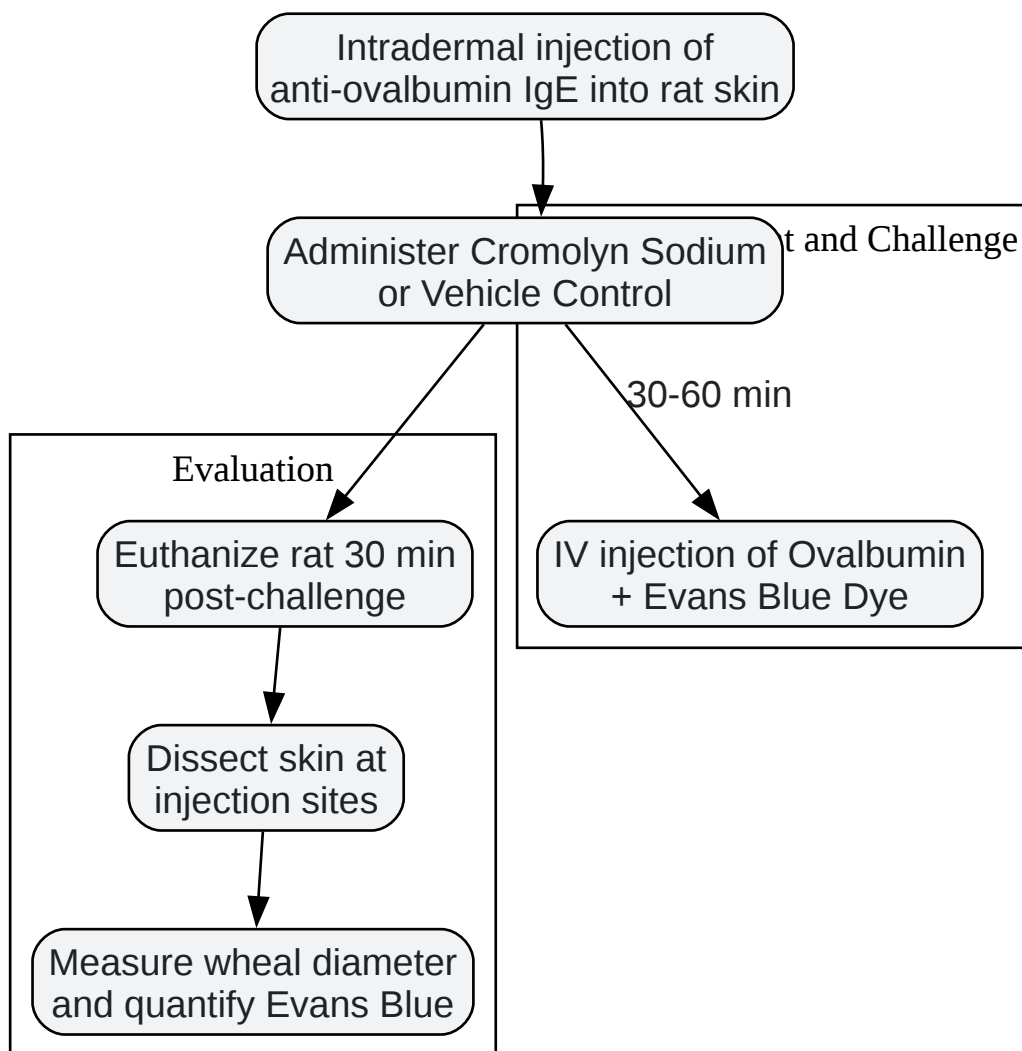 Intradermal injection of
anti-ovalbumin IgE into rat skin
t and Challenge
Administer Cromolyn Sodium
or Vehicle Control
30-60 min
Evaluation
Euthanize rat 30 min
post-challenge
IV injection of Ovalbumin
+ Evans Blue Dye
Dissect skin at
injection sites
Measure wheal diameter
and quantify Evans Blue